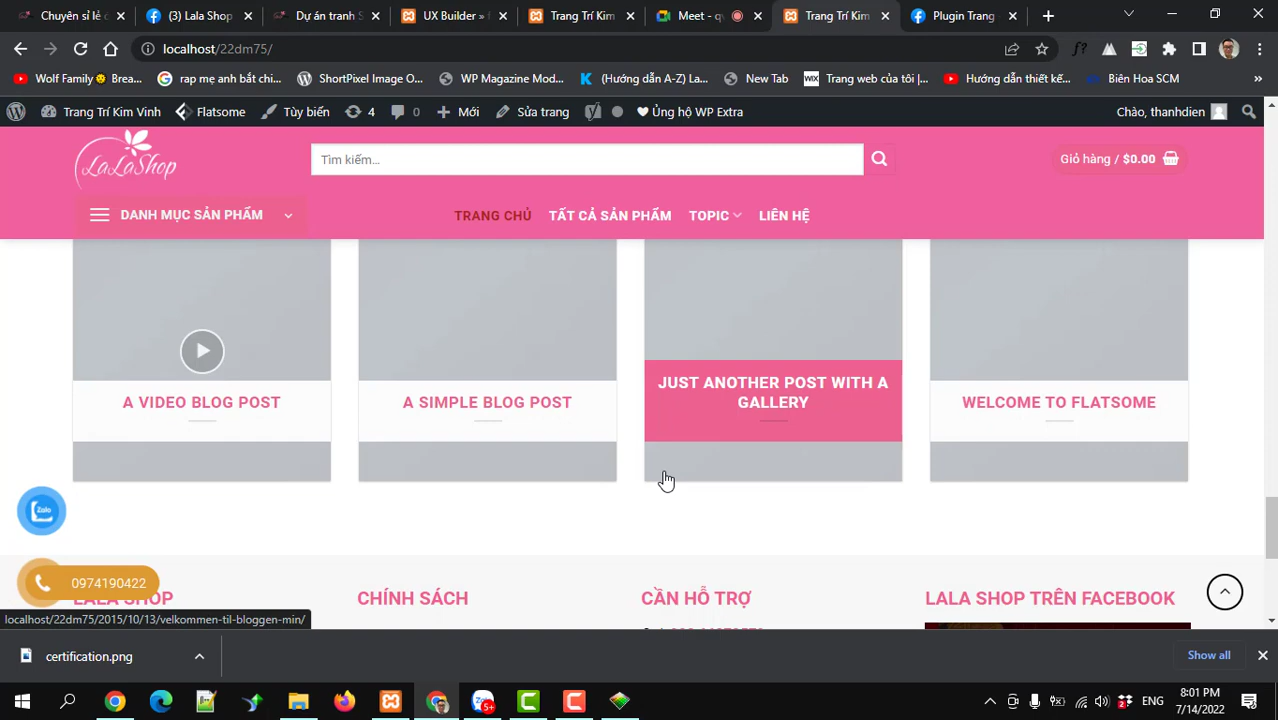 Chuyên sỉ lẻ c
(3) Lala Shop
Dự án tranh S
UX Builder » l
Trang Trí Kim
Meet - qv
Trang Trí Kim
Plugin Trang
localhost/22dm75/
Wolf Family Brea...
rap mẹ anh bắt chi...
ShortPixel Image O...
WP Magazine Mod...
(Hướng dẫn A-Z) La...
New Tab
Trang web của tôi |...
Hướng dẫn thiết kế...
Biên Hoa SCM
»
Trang Trí Kim Vinh
Flatsome
Tùy biến
4
0
Mới
Sửa trang
Ủng hộ WP Extra
Chào, thanhdien
LaLaShop
Tìm kiếm...
Giỏ hàng / $0.00
DANH MỤC SẢN PHẨM
TRANG CHỦ
TẤT CẢ SẢN PHẨM
TOPIC
LIÊN HỆ
A VIDEO BLOG POST
A SIMPLE BLOG POST
JUST ANOTHER POST WITH A
GALLERY
WELCOME TO FLATSOME
Zalo
0974190422
LALA SHOP
CHÍNH SÁCH
CẦN HỖ TRỢ
LALA SHOP TRÊN FACEBOOK
localhost/22dm75/2015/10/13/velkommen-til-bloggen-min/
certification.png
Show all
5+
2
ENG
8:01 PM
7/14/2022